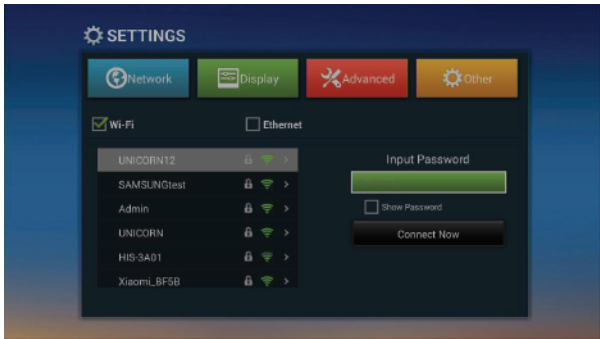 SETTINGS
Network Display Advanced Other
Wi-Fi Ethernet
UNICORN12
SAMSUNGtest
Admin
UNICORN
HIS-3A01
Xiaomi_BF5B
Input Password
Show Password
Connect Now